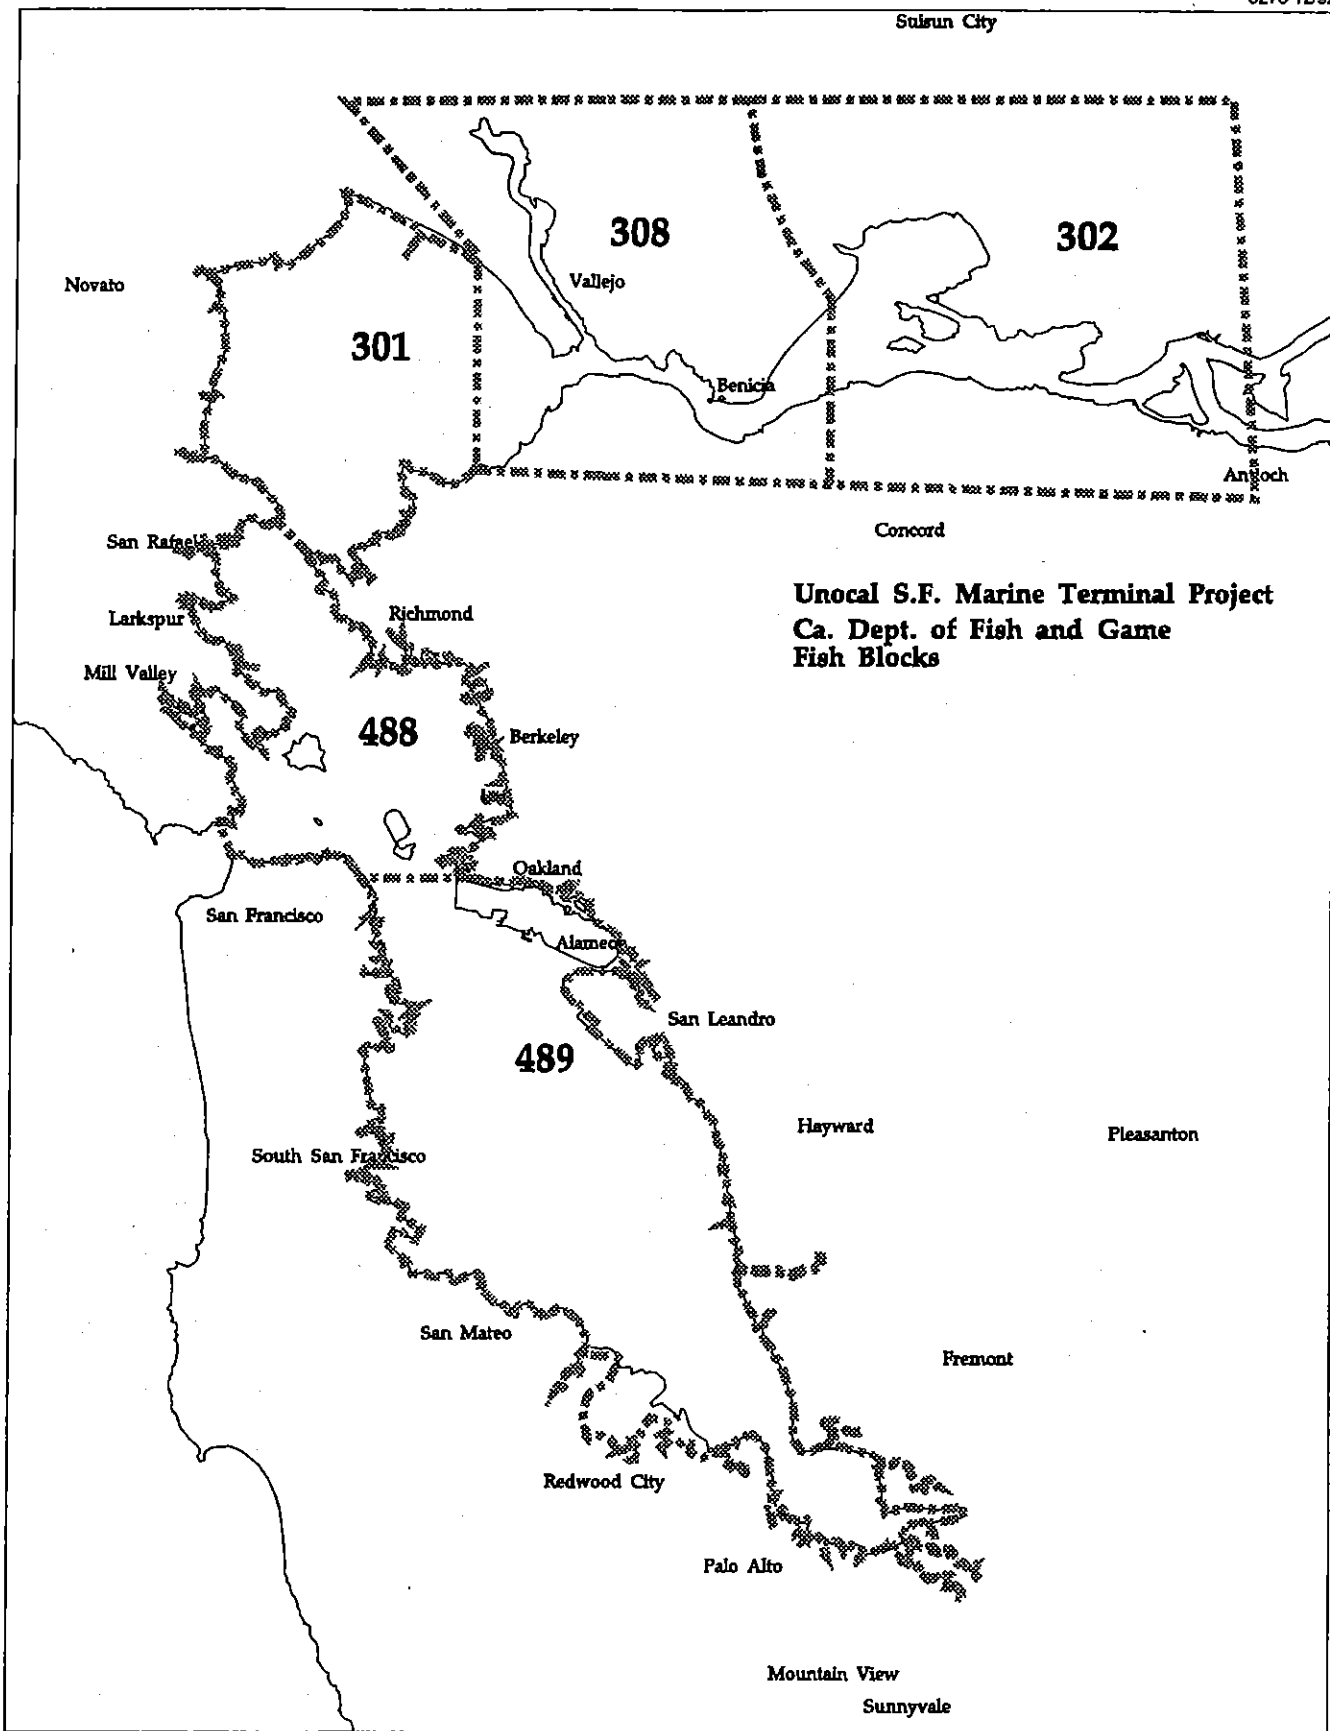 Suisun City
308
302
Novato
Vallejo
301
Benicia
Antioch
Concord
San Rafael
Unocal S.F. Marine Terminal Project
Ca. Dept. of Fish and Game
Fish Blocks
Larkspur
Richmond
Mill Valley
488
Berkeley
Oakland
San Francisco
Alameda
San Leandro
489
Hayward
Pleasanton
South San Francisco
San Mateo
Fremont
Redwood City
Palo Alto
Mountain View
Sunnyvale